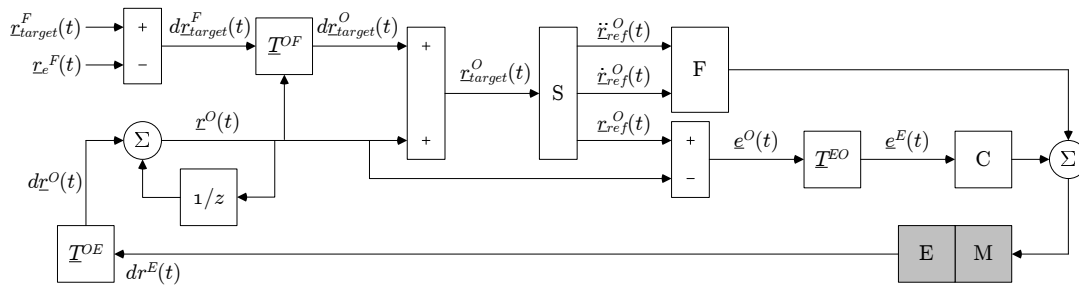 r_target^F(t)
+
dr_target^F(t)
T^OF
dr_target^O(t)
r_e^F(t)
−
+
+
r_target^O(t)
S
r̈_ref^O(t)
ṙ_ref^O(t)
r_ref^O(t)
F
Σ
r^O(t)
1/z
dr^O(t)
+
−
e^O(t)
T^EO
e^E(t)
C
Σ
T^OE
dr^E(t)
E
M